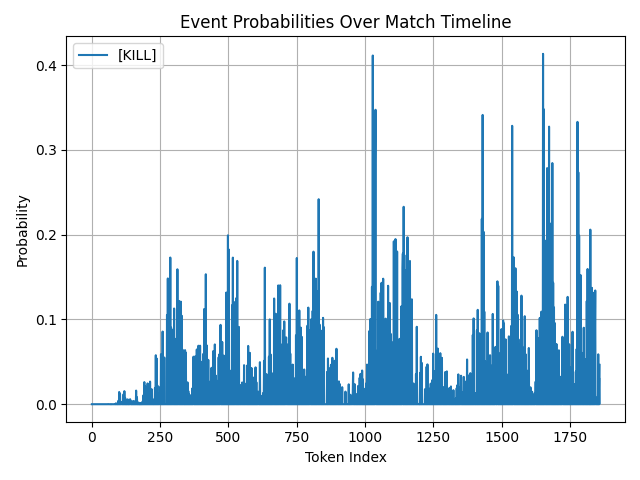 Event Probabilities Over Match Timeline
[KILL]
Probability
0.4
0.3
0.2
0.1
0.0
0 250 500 750 1000 1250 1500 1750
Token Index